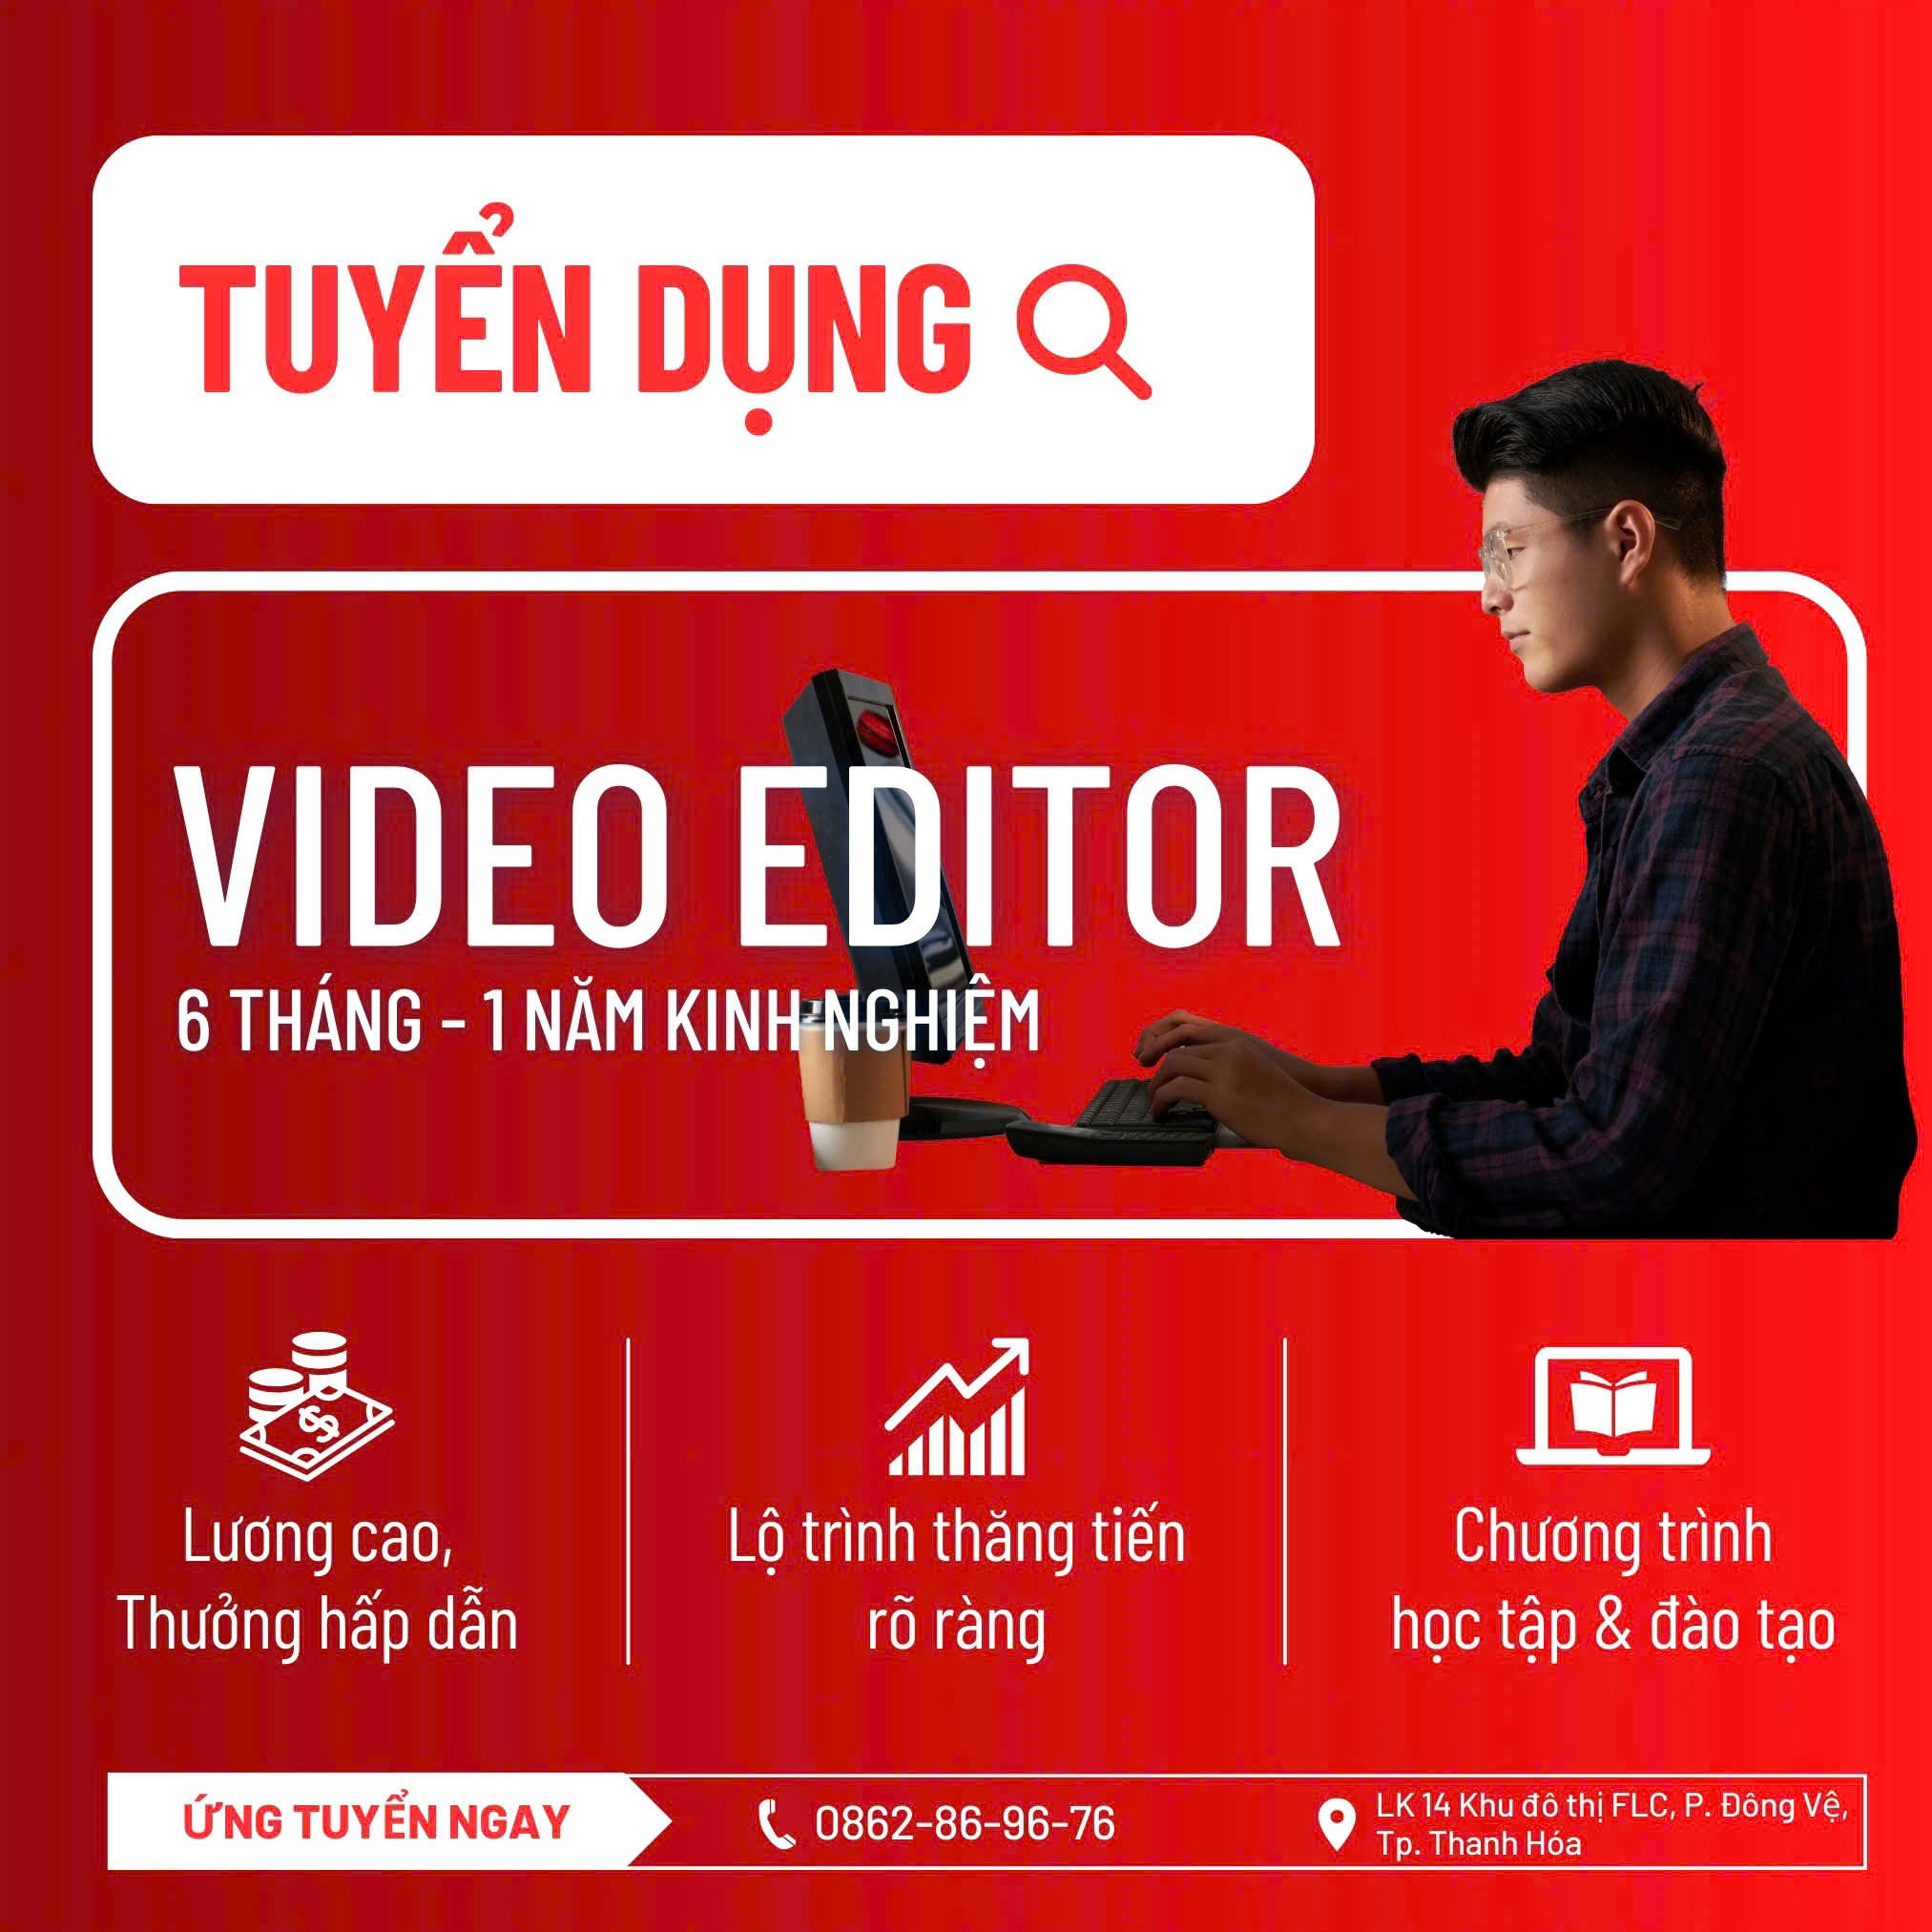 TUYỂN DỤNG
VIDEO EDITOR
6 THÁNG - 1 NĂM KINH NGHIỆM
Lương cao,
Thưởng hấp dẫn
Lộ trình thăng tiến
rõ ràng
Chương trình
học tập & đào tạo
ỨNG TUYỂN NGAY
0862-86-96-76
LK 14 Khu đô thị FLC, P. Đông Vệ,
Tp. Thanh Hóa